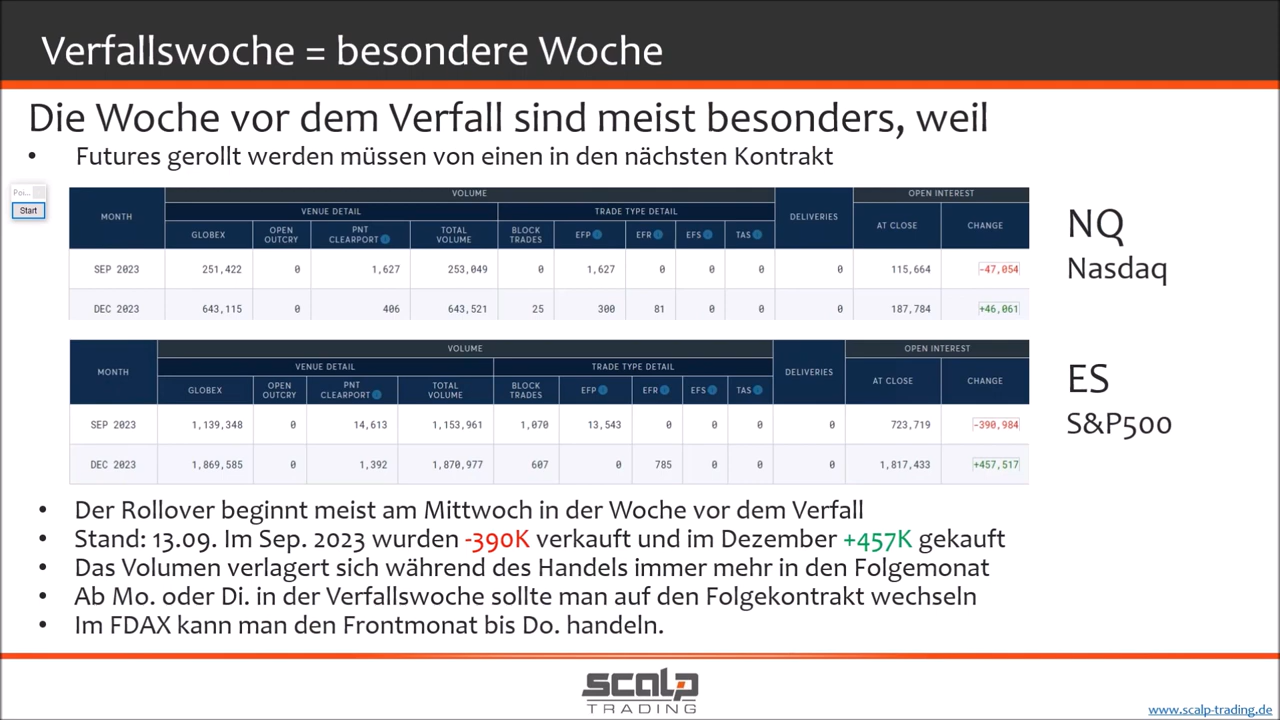 Verfallswoche = besondere Woche
Die Woche vor dem Verfall sind meist besonders, weil
• Futures gerollt werden müssen von einen in den nächsten Kontrakt
Poi...
Start
MONTH VOLUME DELIVERIES OPEN INTEREST
VENUE DETAIL TRADE TYPE DETAIL AT CLOSE CHANGE
GLOBEX OPEN OUTCRY PNT CLEARPORT TOTAL VOLUME BLOCK TRADES EFP EFR EFS TAS
SEP 2023 251,422 0 1,627 253,049 0 1,627 0 0 0 0 115,664 -47,054
DEC 2023 643,115 0 406 643,521 25 300 81 0 0 0 187,784 +46,061
NQ
Nasdaq
MONTH VOLUME DELIVERIES OPEN INTEREST
VENUE DETAIL TRADE TYPE DETAIL AT CLOSE CHANGE
GLOBEX OPEN OUTCRY PNT CLEARPORT TOTAL VOLUME BLOCK TRADES EFP EFR EFS TAS
SEP 2023 1,139,348 0 14,613 1,153,961 1,070 13,543 0 0 0 0 723,719 -390,984
DEC 2023 1,869,585 0 1,392 1,870,977 607 0 785 0 0 0 1,817,433 +457,517
ES
S&P500
• Der Rollover beginnt meist am Mittwoch in der Woche vor dem Verfall
• Stand: 13.09. Im Sep. 2023 wurden -390K verkauft und im Dezember +457K gekauft
• Das Volumen verlagert sich während des Handels immer mehr in den Folgemonat
• Ab Mo. oder Di. in der Verfallswoche sollte man auf den Folgekontrakt wechseln
• Im FDAX kann man den Frontmonat bis Do. handeln.
SCALP
TRADING
www.scalp-trading.de